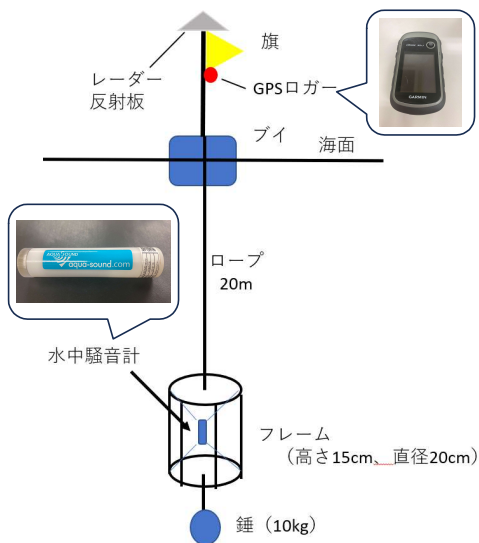 旗
レーダー
反射板
GPSロガー
GARMIN
ブイ
海面
AQUA SOUND
aqua-sound.com
ロープ
20m
水中騒音計
フレーム
（高さ15cm、直径20cm）
錘（10kg）